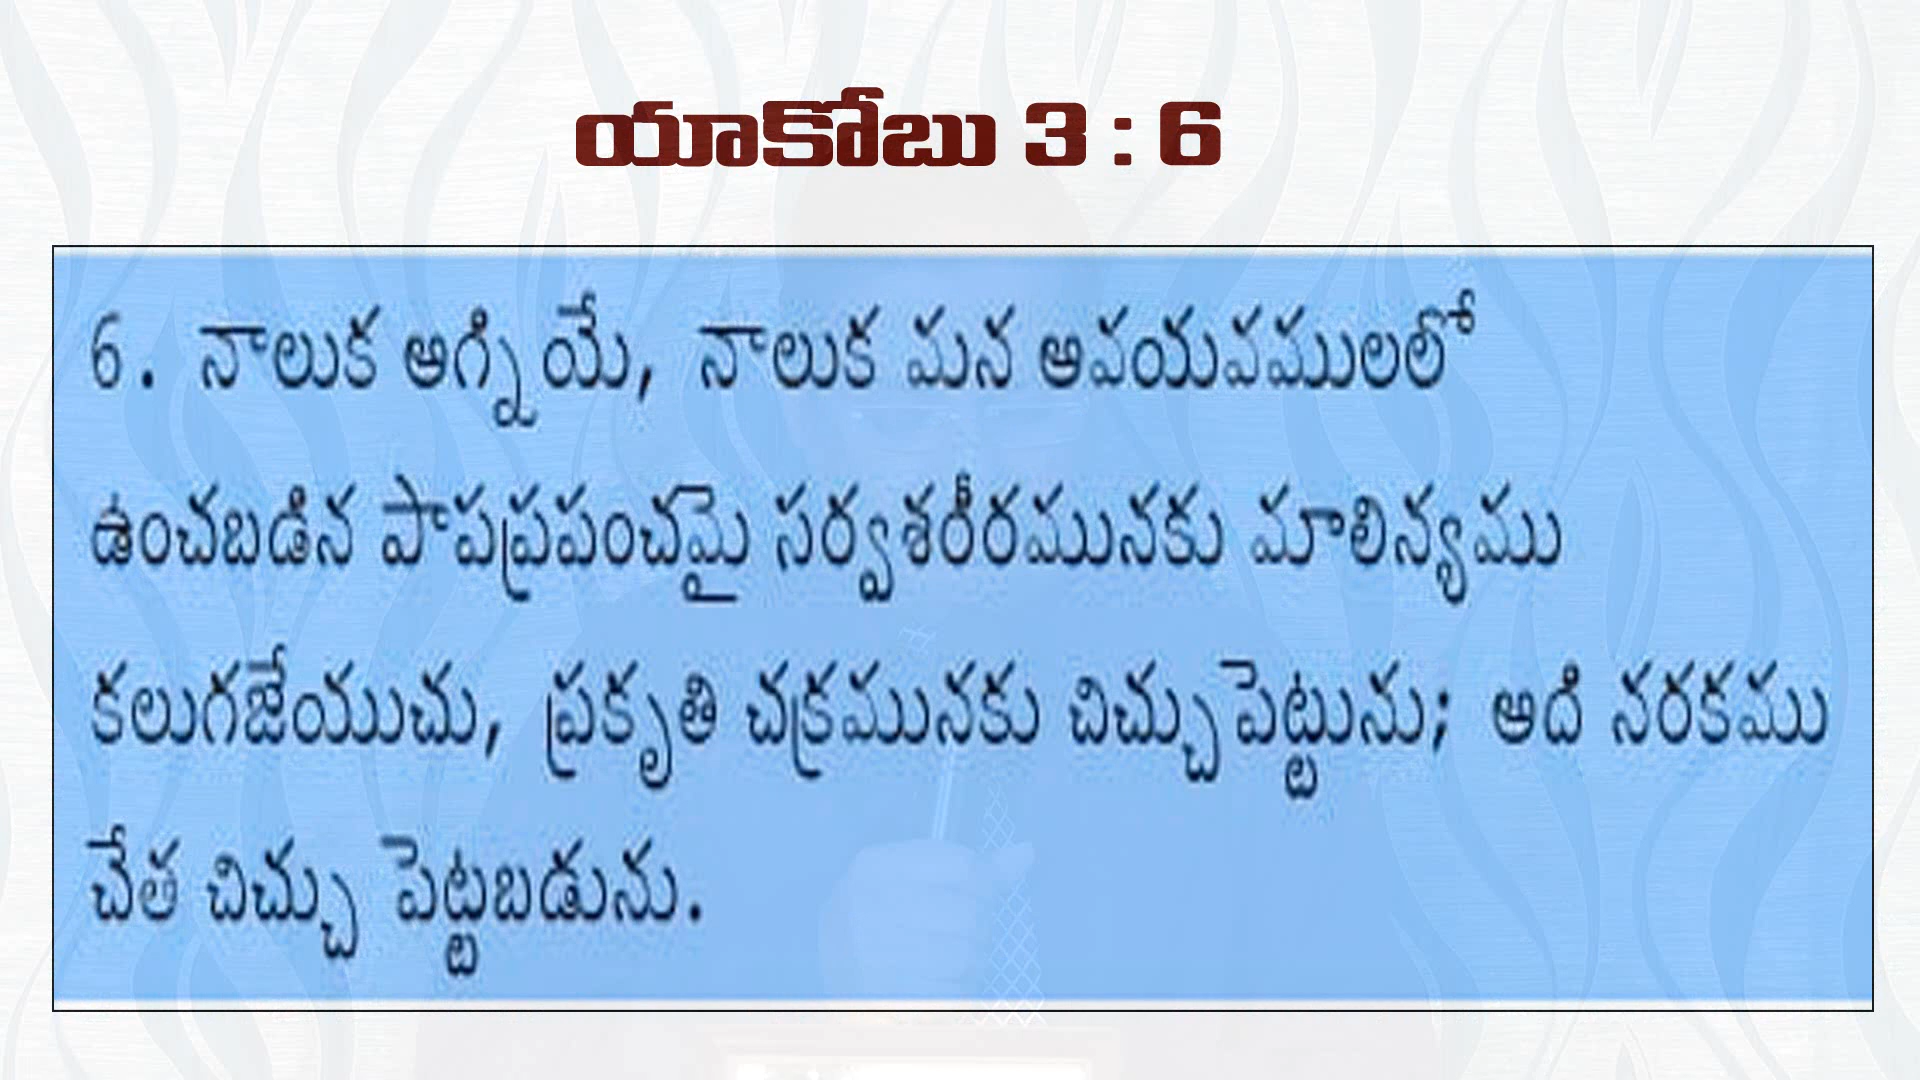 యాకోబు 3 : 6
6. నాలుక అగ్నియే, నాలుక మన అవయవములలో
ఉంచబడిన పాపప్రపంచమై సర్వశరీరమునకు మాలిన్యము
కలుగజేయుచు, ప్రకృతి చక్రమునకు చిచ్చుపెట్టును; అది నరకము
చేత చిచ్చు పెట్టబడును.